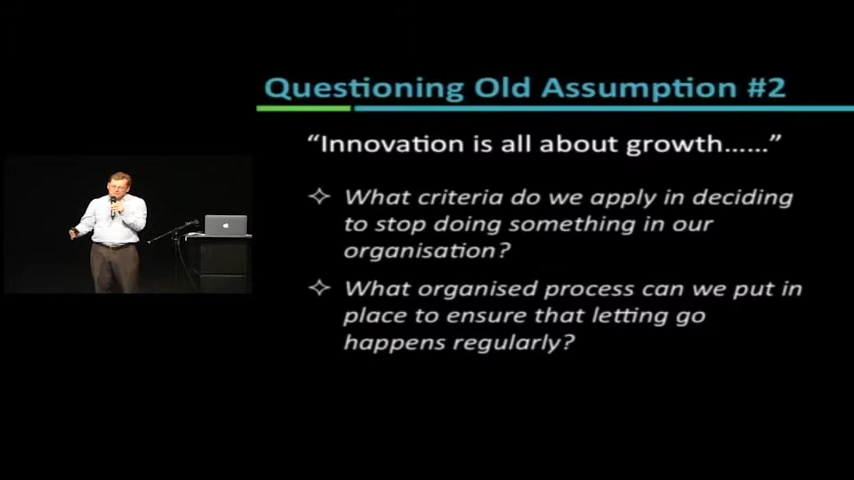 Questioning Old Assumption #2
“Innovation is all about growth……”
What criteria do we apply in deciding
to stop doing something in our
organisation?
What organised process can we put in
place to ensure that letting go
happens regularly?